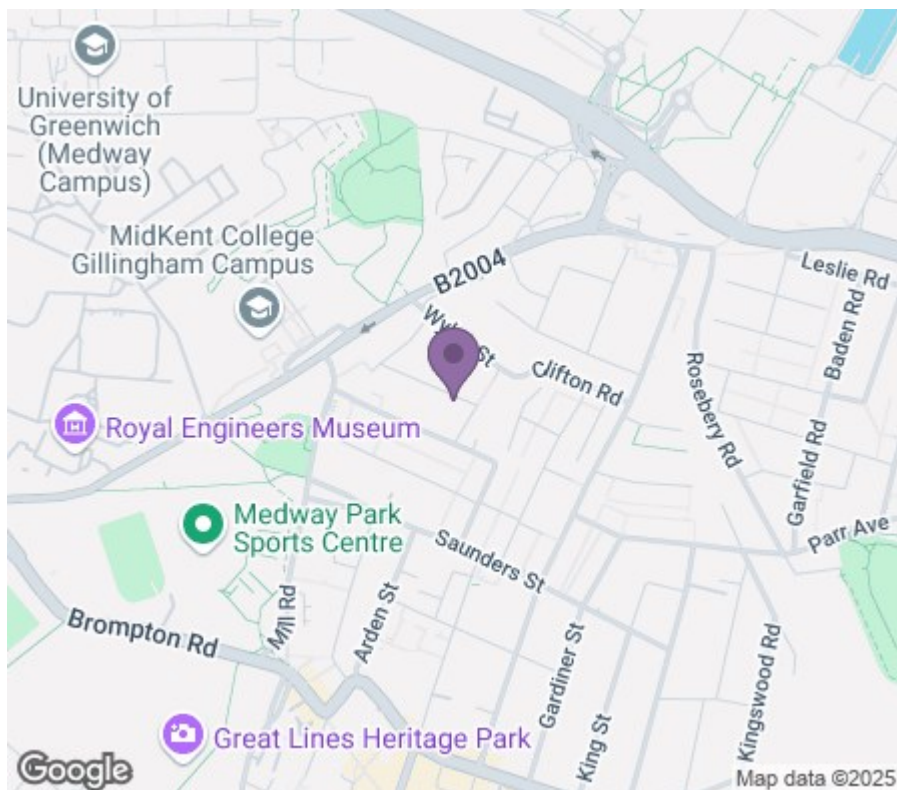 University of
Greenwich
(Medway
Campus)
MidKent College
Gillingham Campus
B2004
Leslie Rd
Baden Rd
Clifton Rd
Rosebery Rd
Royal Engineers Museum
Garfield Rd
Medway Park
Sports Centre
Saunders St
Parr Ave
Mill Rd
Arden St
Brompton Rd
Gardiner St
King St
Kingswood Rd
Great Lines Heritage Park
Google
Map data ©2025